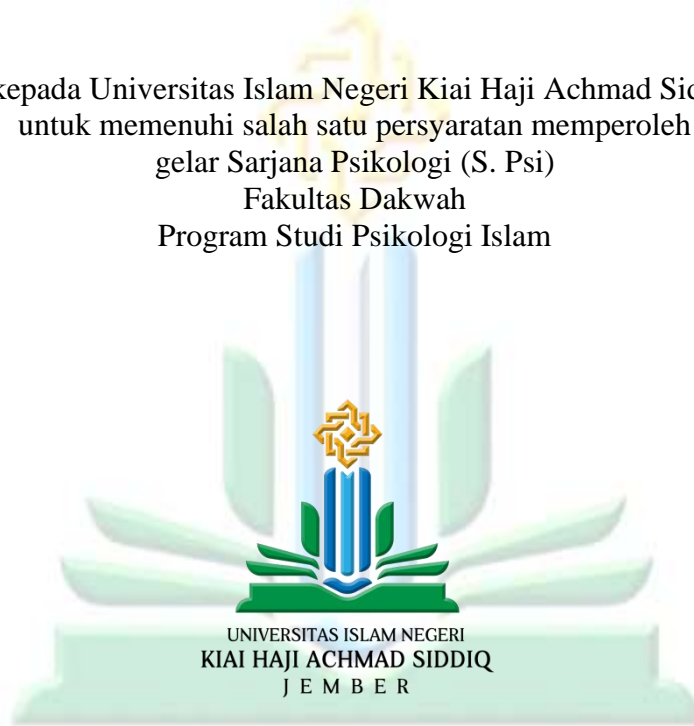 kepada Universitas Islam Negeri Kiai Haji Achmad
untuk memenuhi salah satu persyaratan memperoleh
gelar Sarjana Psikologi (S. Psi)
Fakultas Dakwah
Program Studi Psikologi Islam
UNIVERSITAS ISLAM NEGERI
KIAI HAJI ACHMAD SIDDIQ
J E M B E R